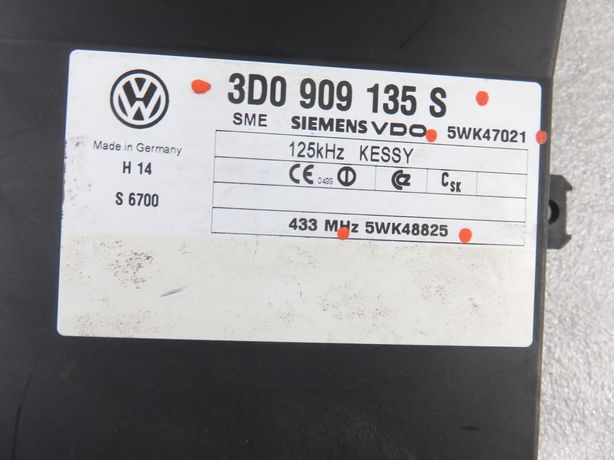 3D0 909 135 S
SME SIEMENS VDO 5WK47021
Made in Germany
125kHz KESSY
H 14
CE 0499 CSK
S 6700
433 MHz 5WK48825